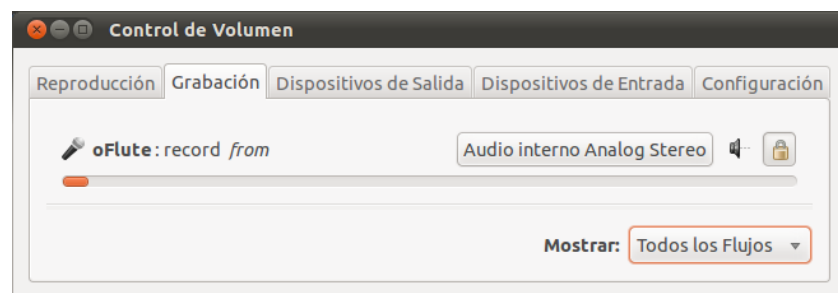 Control de Volumen
Reproducción Grabación Dispositivos de Salida Dispositivos de Entrada Configuración
oFlute: record from Audio interno Analog Stereo
Mostrar: Todos los Flujos